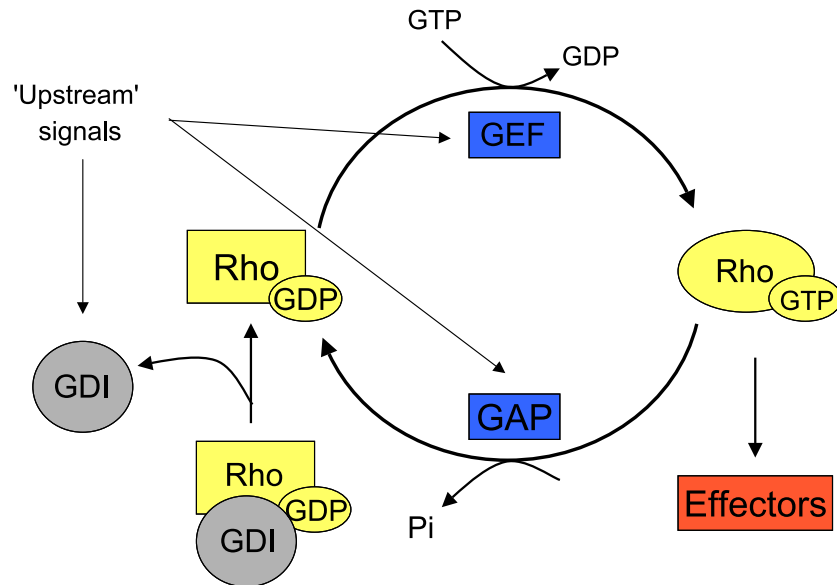 GTP
GDP
'Upstream'
signals
GEF
Rho
GDP
Rho
GTP
GDI
GAP
Rho
GDP
GDI
Pi
Effectors